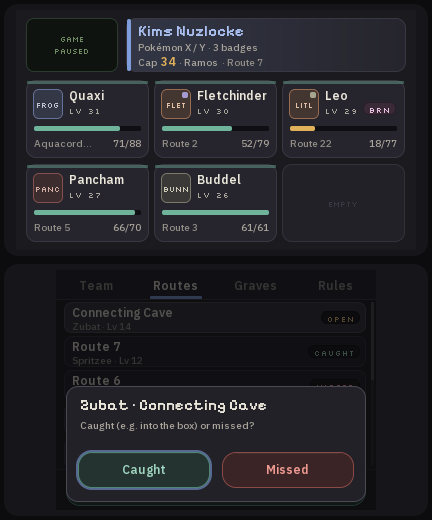 GAME
PAUSED
Kims Nuzlocke
Pokémon X / Y · 3 badges
Cap 34 · Ramos · Route 7
FROG
Quaxi
LV 31
Aquacord... 71/88
FLET
Fletchinder
LV 30
Route 2 52/79
LITL
Leo
LV 29 BRN
Route 22 18/77
PANC
Pancham
LV 27
Route 5 66/70
BUNN
Buddel
LV 26
Route 3 61/61
EMPTY
Team Routes Graves Rules
Connecting Cave
Zubat · Lv 14
OPEN
Route 7
Spritzee · Lv 12
CAUGHT
Route 6
Zubat · Connecting Cave
Caught (e.g. into the box) or missed?
Caught Missed